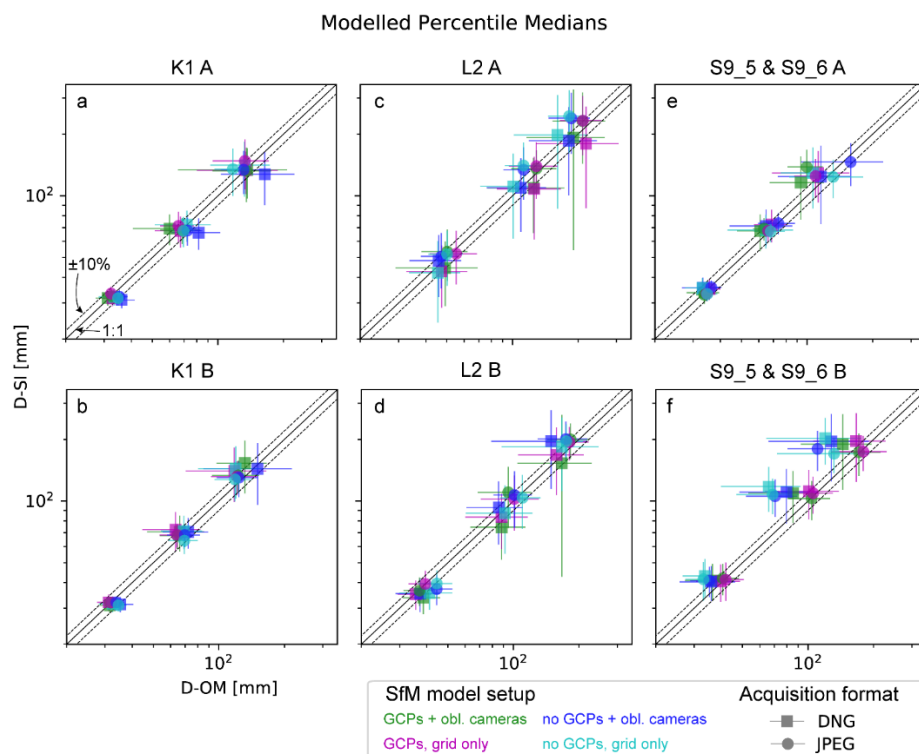 Modelled Percentile Medians
K1 A
L2 A
S9_5 & S9_6 A
a
c
e
10²
±10%
1:1
D-SI [mm]
K1 B
L2 B
S9_5 & S9_6 B
b
d
f
10²
10² 10² 10²
D-OM [mm]
SfM model setup
GCPs + obl. cameras no GCPs + obl. cameras
GCPs, grid only no GCPs, grid only
Acquisition format
DNG
JPEG